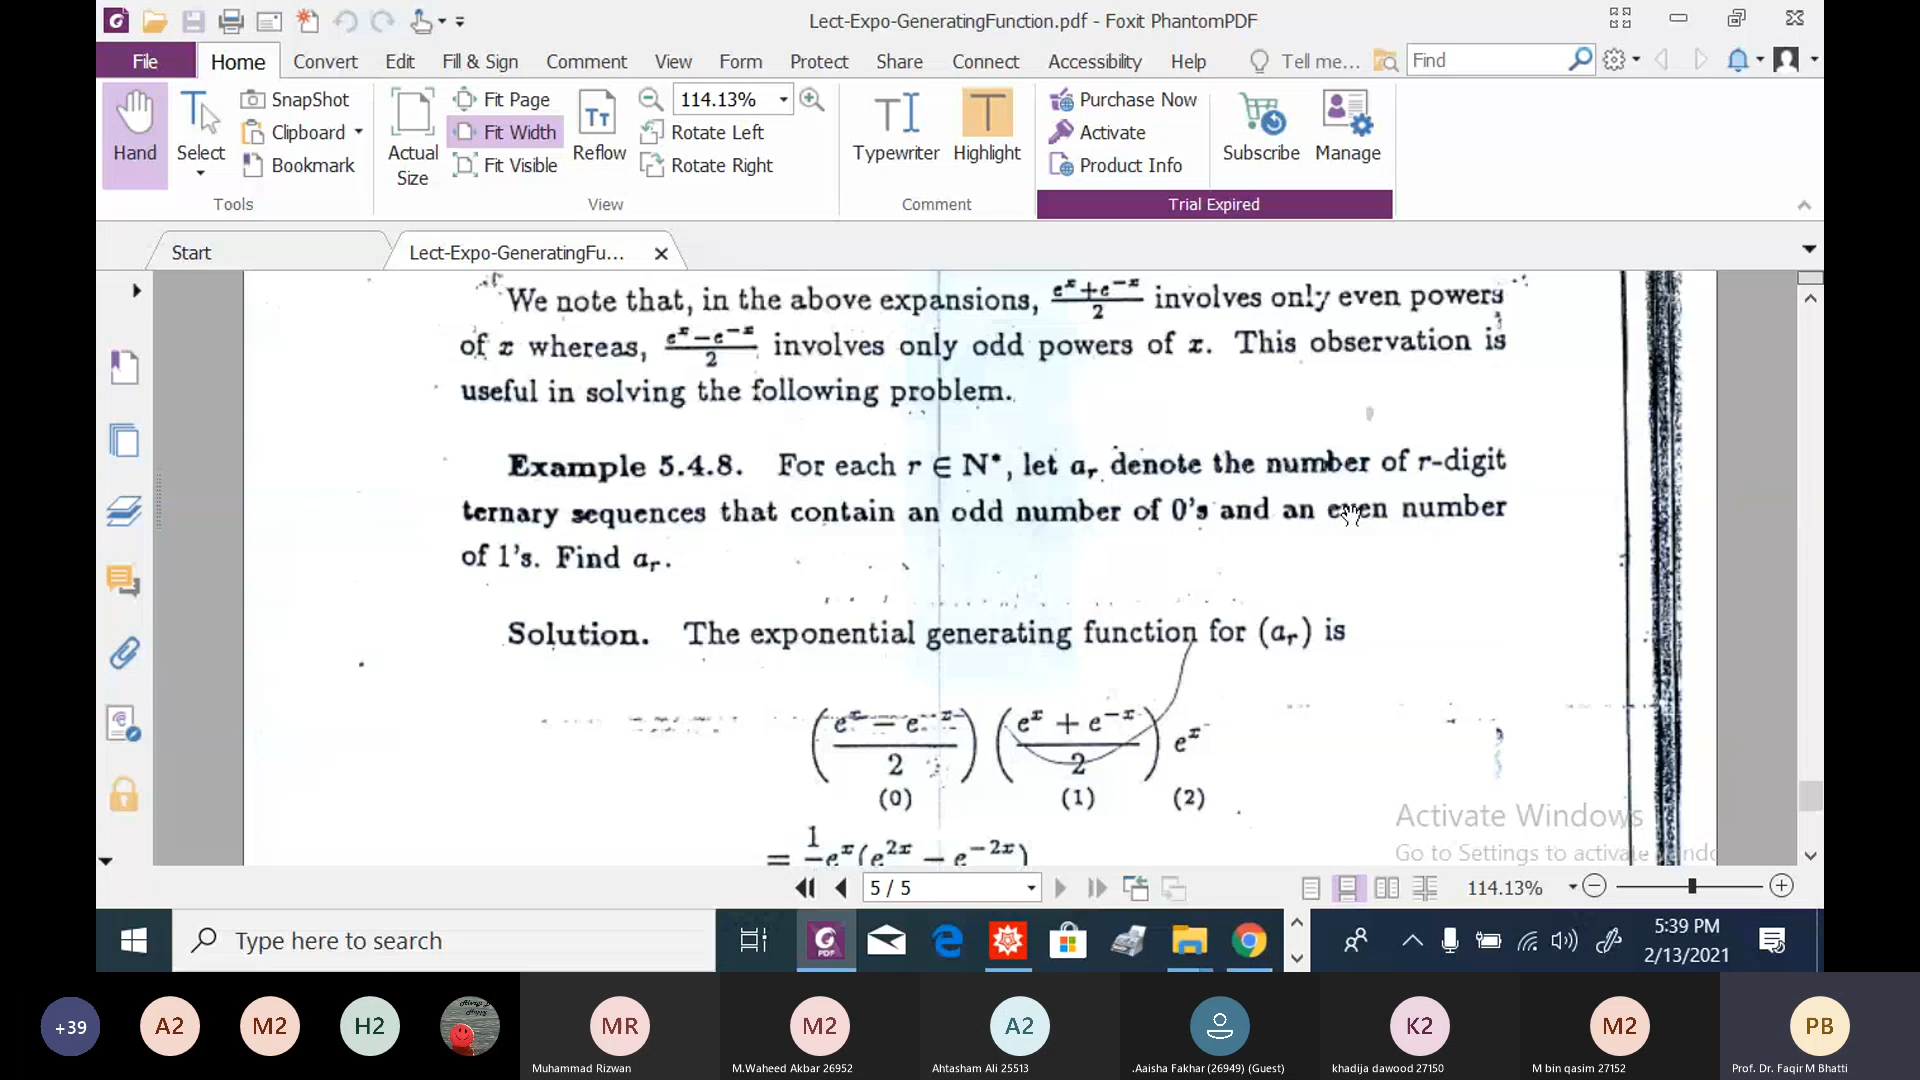 Lect-Expo-GeneratingFunction.pdf - Foxit PhantomPDF
File Home Convert Edit Fill & Sign Comment View Form Protect Share Connect Accessibility Help Tell me... Find
Hand
Select
SnapShot
Clipboard
Bookmark
Tools
Actual Size
Fit Page
Fit Width
Fit Visible
Reflow
114.13%
Rotate Left
Rotate Right
View
Typewriter
Highlight
Comment
Purchase Now
Activate
Product Info
Subscribe
Manage
Trial Expired
Start
Lect-Expo-GeneratingFu...
We note that, in the above expansions, (e^x+e^-x)/2 involves only even powers
of x whereas, (e^x-e^-x)/2 involves only odd powers of x. This observation is
useful in solving the following problem.
Example 5.4.8. For each r ∈ N*, let a_r denote the number of r-digit
ternary sequences that contain an odd number of 0's and an even number
of 1's. Find a_r.
Solution. The exponential generating function for (a_r) is
((e^x − e^-x)/2) ((e^x + e^-x)/2) e^x
(0) (1) (2)
= 1 e^x(e^2x − e^-2x)
Activate Windows
Go to Settings to activate
5 / 5
114.13%
Type here to search
PDF
5:39 PM
2/13/2021
+39
A2
M2
H2
Always
Happy
MR
Muhammad Rizwan
M2
M.Waheed Akbar 26952
A2
Ahtasham Ali 25513
.Aaisha Fakhar (26949) (Guest)
K2
khadija dawood 27150
M2
M bin qasim 27152
PB
Prof. Dr. Faqir M Bhatti